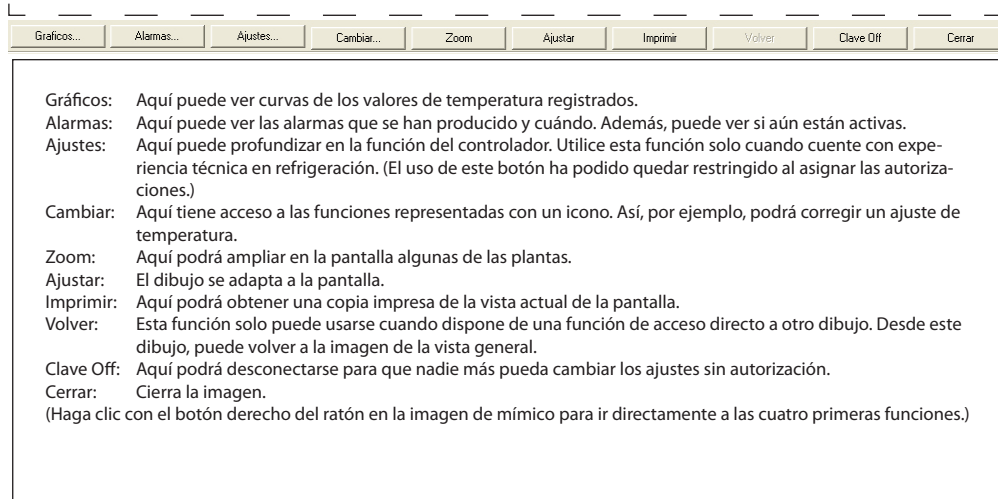 Graficos... Alarmas... Ajustes... Cambiar... Zoom Ajustar Imprimir Volver Clave Off Cerrar
Gráficos: Aquí puede ver curvas de los valores de temperatura registrados.
Alarmas: Aquí puede ver las alarmas que se han producido y cuándo. Además, puede ver si aún están activas.
Ajustes: Aquí puede profundizar en la función del controlador. Utilice esta función solo cuando cuente con expe-
riencia técnica en refrigeración. (El uso de este botón ha podido quedar restringido al asignar las autoriza-
ciones.)
Cambiar: Aquí tiene acceso a las funciones representadas con un icono. Así, por ejemplo, podrá corregir un ajuste de
temperatura.
Zoom: Aquí podrá ampliar en la pantalla algunas de las plantas.
Ajustar: El dibujo se adapta a la pantalla.
Imprimir: Aquí podrá obtener una copia impresa de la vista actual de la pantalla.
Volver: Esta función solo puede usarse cuando dispone de una función de acceso directo a otro dibujo. Desde este
dibujo, puede volver a la imagen de la vista general.
Clave Off: Aquí podrá desconectarse para que nadie más pueda cambiar los ajustes sin autorización.
Cerrar: Cierra la imagen.
(Haga clic con el botón derecho del ratón en la imagen de mímico para ir directamente a las cuatro primeras funciones.)